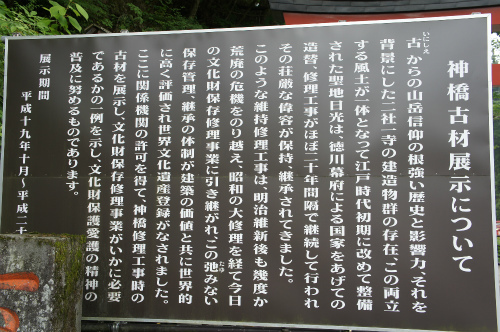 神橋古材展示について
いにしえ
古からの山岳信仰の根強い歴史と影響力、それを
背景にした二社一寺の建造物群の存在、この両立
する風土が一体となって江戸時代初期に改めて整備
された聖地日光は、徳川幕府による国家をあげての
造替、修理工事がほぼ二十年間隔で継続して行われ
その荘厳な偉容が保持、継承されてきました。
このような維持修理工事は、明治維新後も幾度か
荒廃の危機をのり越え、昭和の大修理を経て今日
の文化財保存修理事業に引き継がれ、この弛みない
たゆ
保存管理、継承の体制が建築の価値と共に世界的
に高く評価され世界文化遺産登録がなされました。
ここに関係機関の許可を得て、神橋修理工事時の
古材を展示し、文化財保存修理事業がいかに必要
であるかの一例を示し、文化財保護愛護の精神の
普及に努めるものであります。
展示期間
平成十九年十月～平成二十